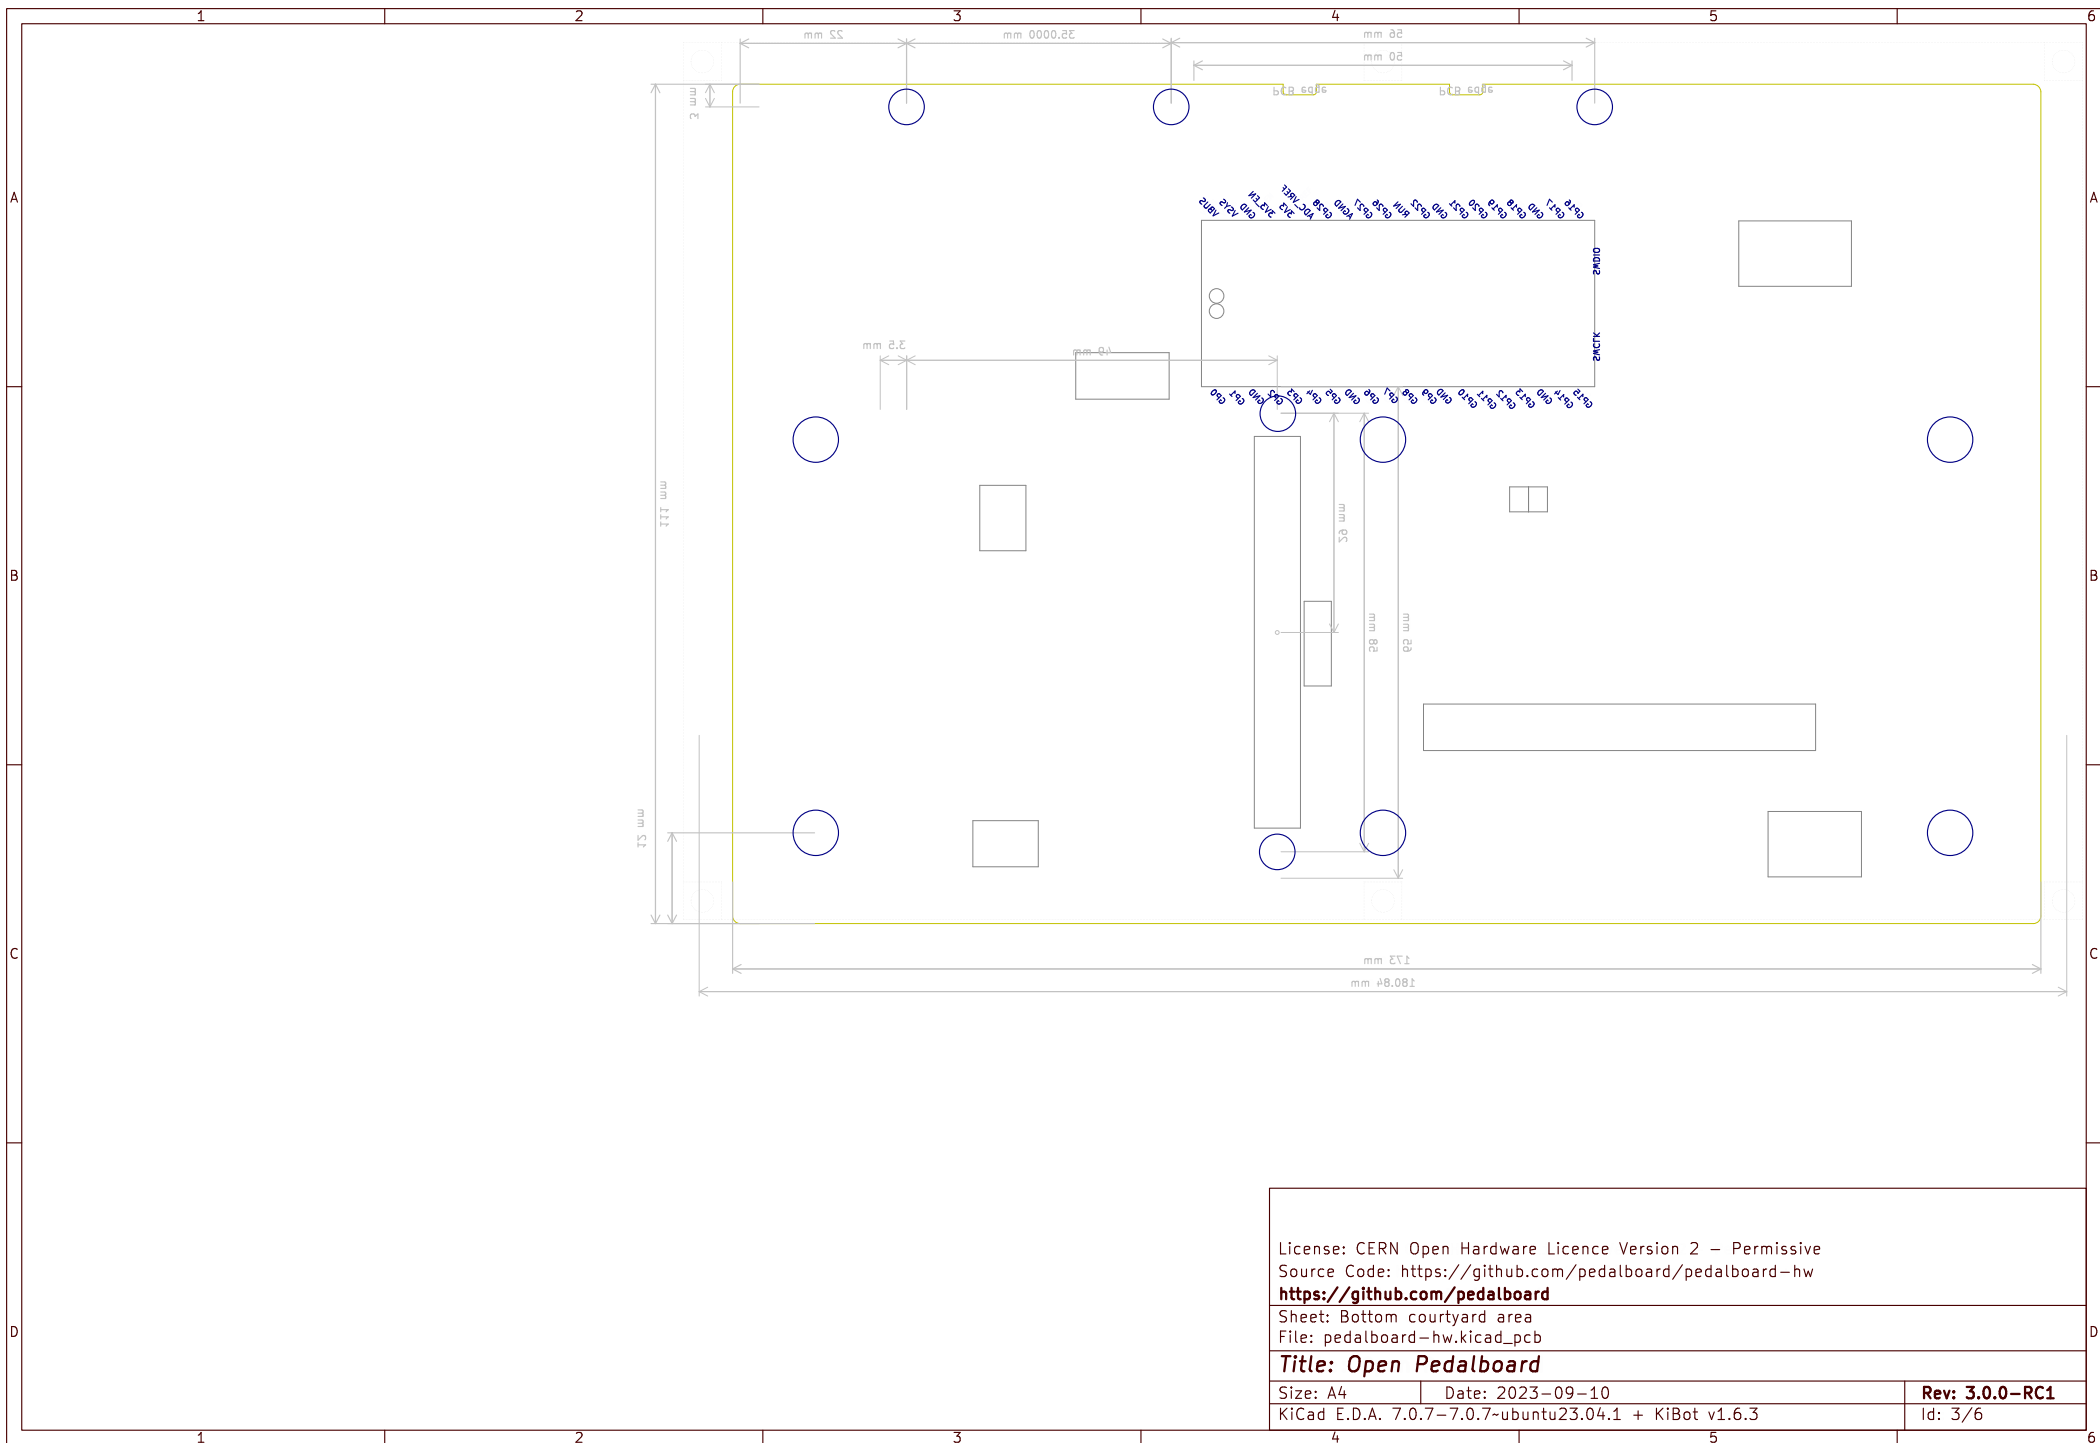 1 2 3 4 5 6
22 mm
35.0000 mm
56 mm
50 mm
3 mm
PCB edge
PCB edge
A
A
VBUS
VSYS
GND
3V3_EN
3V3
ADC_VREF
GP28
AGND
GP27
GP26
RUN
GP22
GND
GP21
GP20
GP19
GP18
GND
GP17
GP16
SWDIO
SWCLK
3.5 mm
49 mm
GP0
GP1
GND
GP2
GP3
GP4
GP5
GND
GP6
GP7
GP8
GP9
GND
GP10
GP11
GP12
GP13
GND
GP14
GP15
111 mm
29 mm
B
B
58 mm
65 mm
12 mm
C
C
173 mm
180.84 mm
License: CERN Open Hardware Licence Version 2 - Permissive
Source Code: https://github.com/pedalboard/pedalboard-hw
https://github.com/pedalboard
Sheet: Bottom courtyard area
File: pedalboard-hw.kicad_pcb
D
D
Title: Open Pedalboard
Size: A4 Date: 2023-09-10 Rev: 3.0.0-RC1
KiCad E.D.A. 7.0.7-7.0.7~ubuntu23.04.1 + KiBot v1.6.3 Id: 3/6
1 2 3 4 5 6